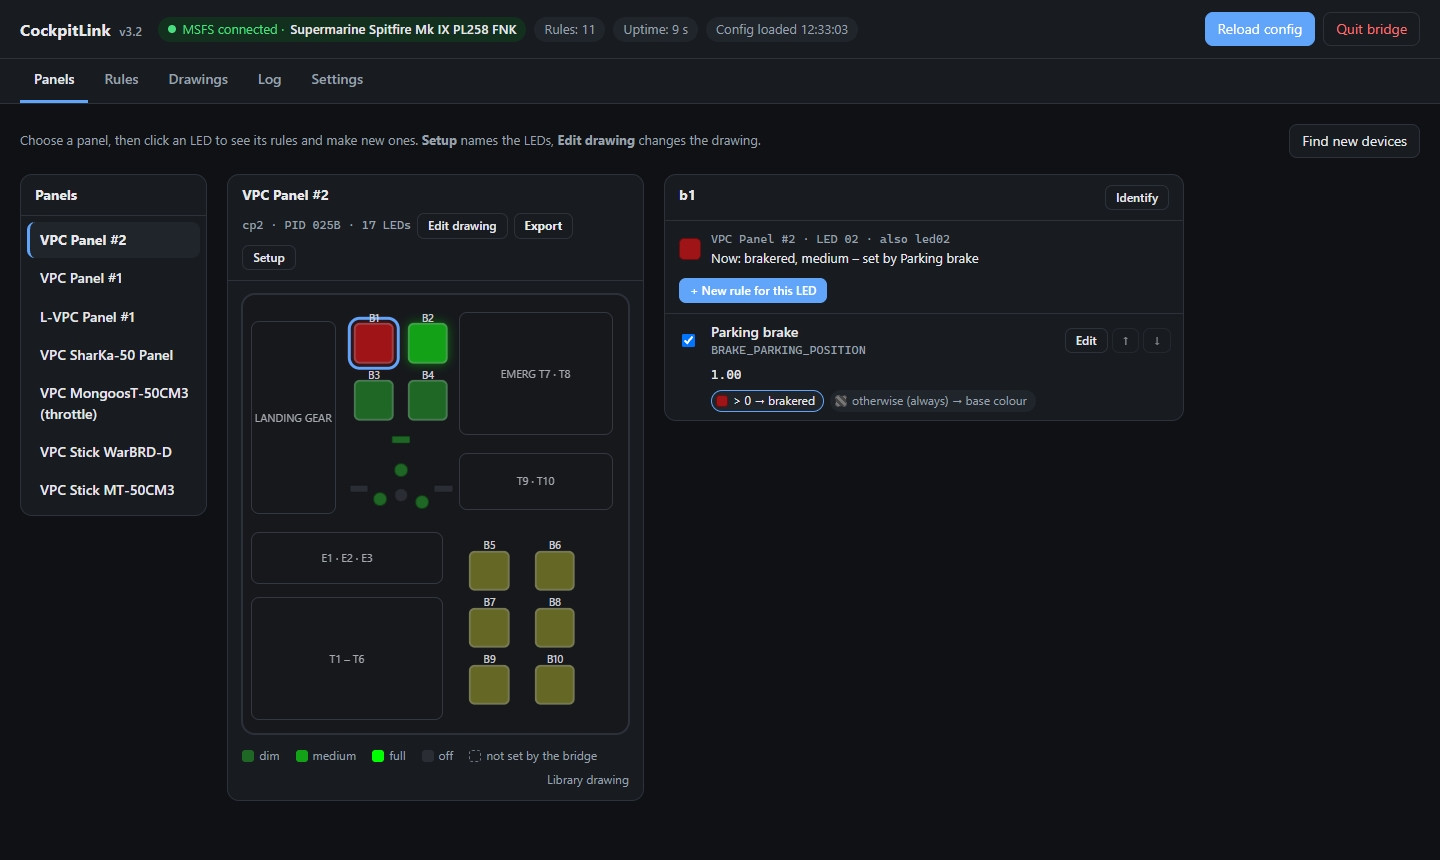 CockpitLink v3.2
MSFS connected · Supermarine Spitfire Mk IX PL258 FNK
Rules: 11
Uptime: 9 s
Config loaded 12:33:03
Reload config
Quit bridge
Panels
Rules
Drawings
Log
Settings
Choose a panel, then click an LED to see its rules and make new ones. Setup names the LEDs, Edit drawing changes the drawing.
Find new devices
Panels
VPC Panel #2
VPC Panel #1
L-VPC Panel #1
VPC SharKa-50 Panel
VPC MongoosT-50CM3
(throttle)
VPC Stick WarBRD-D
VPC Stick MT-50CM3
VPC Panel #2
cp2 · PID 025B · 17 LEDs
Edit drawing
Export
Setup
B1
B2
B3
B4
LANDING GEAR
EMERG T7 · T8
T9 · T10
E1 · E2 · E3
T1 – T6
B5
B6
B7
B8
B9
B10
dim
medium
full
off
not set by the bridge
Library drawing
b1
Identify
VPC Panel #2 · LED 02 · also led02
Now: brakered, medium – set by Parking brake
+ New rule for this LED
Parking brake
BRAKE_PARKING_POSITION
Edit
↑
↓
1.00
> 0 → brakered
otherwise (always) → base colour